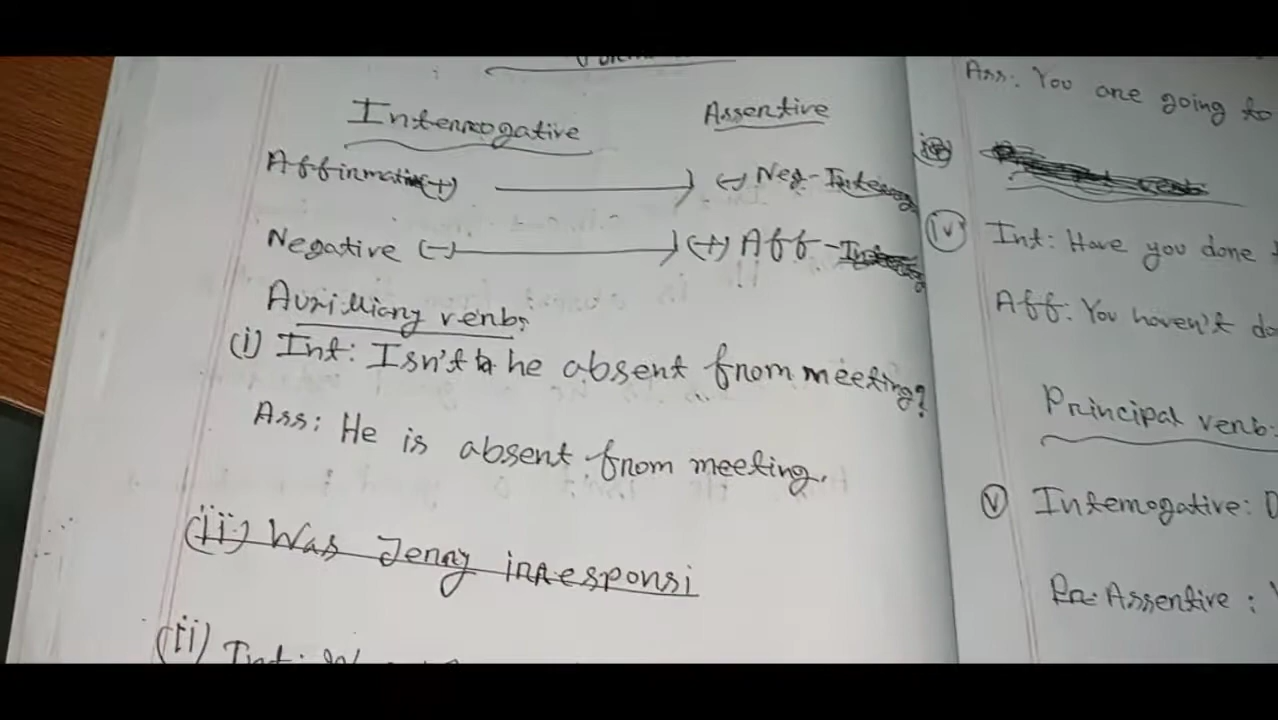 Interrogative Assertive
Affirmative(+) (-) Neg-
Negative (-) (+) Aff-
Auxilliary verb:
(i) Int: Isn't he absent from meeting?
Ass: He is absent from meeting.
(ii) Was Jenny irresponsi
(ii) Int:
Ass: You are going to
iv Int: Have you done
Aff: You haven't do
Principal verb:
v Interrogative: D
Assertive: